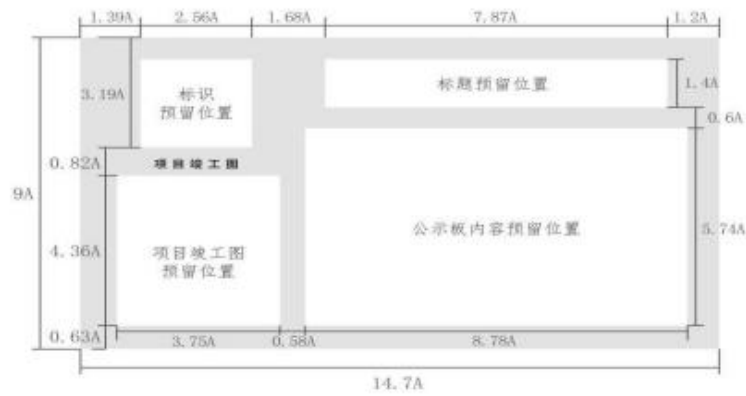 1.39A 2.56A 1.68A 7.87A 1.2A
标识
预留位置
标题预留位置
3.19A
1.4A
0.6A
0.82A
项目竣工图
9A
公示板内容预留位置
5.74A
4.36A
项目竣工图
预留位置
0.63A
3.75A 0.58A 8.78A
14.7A